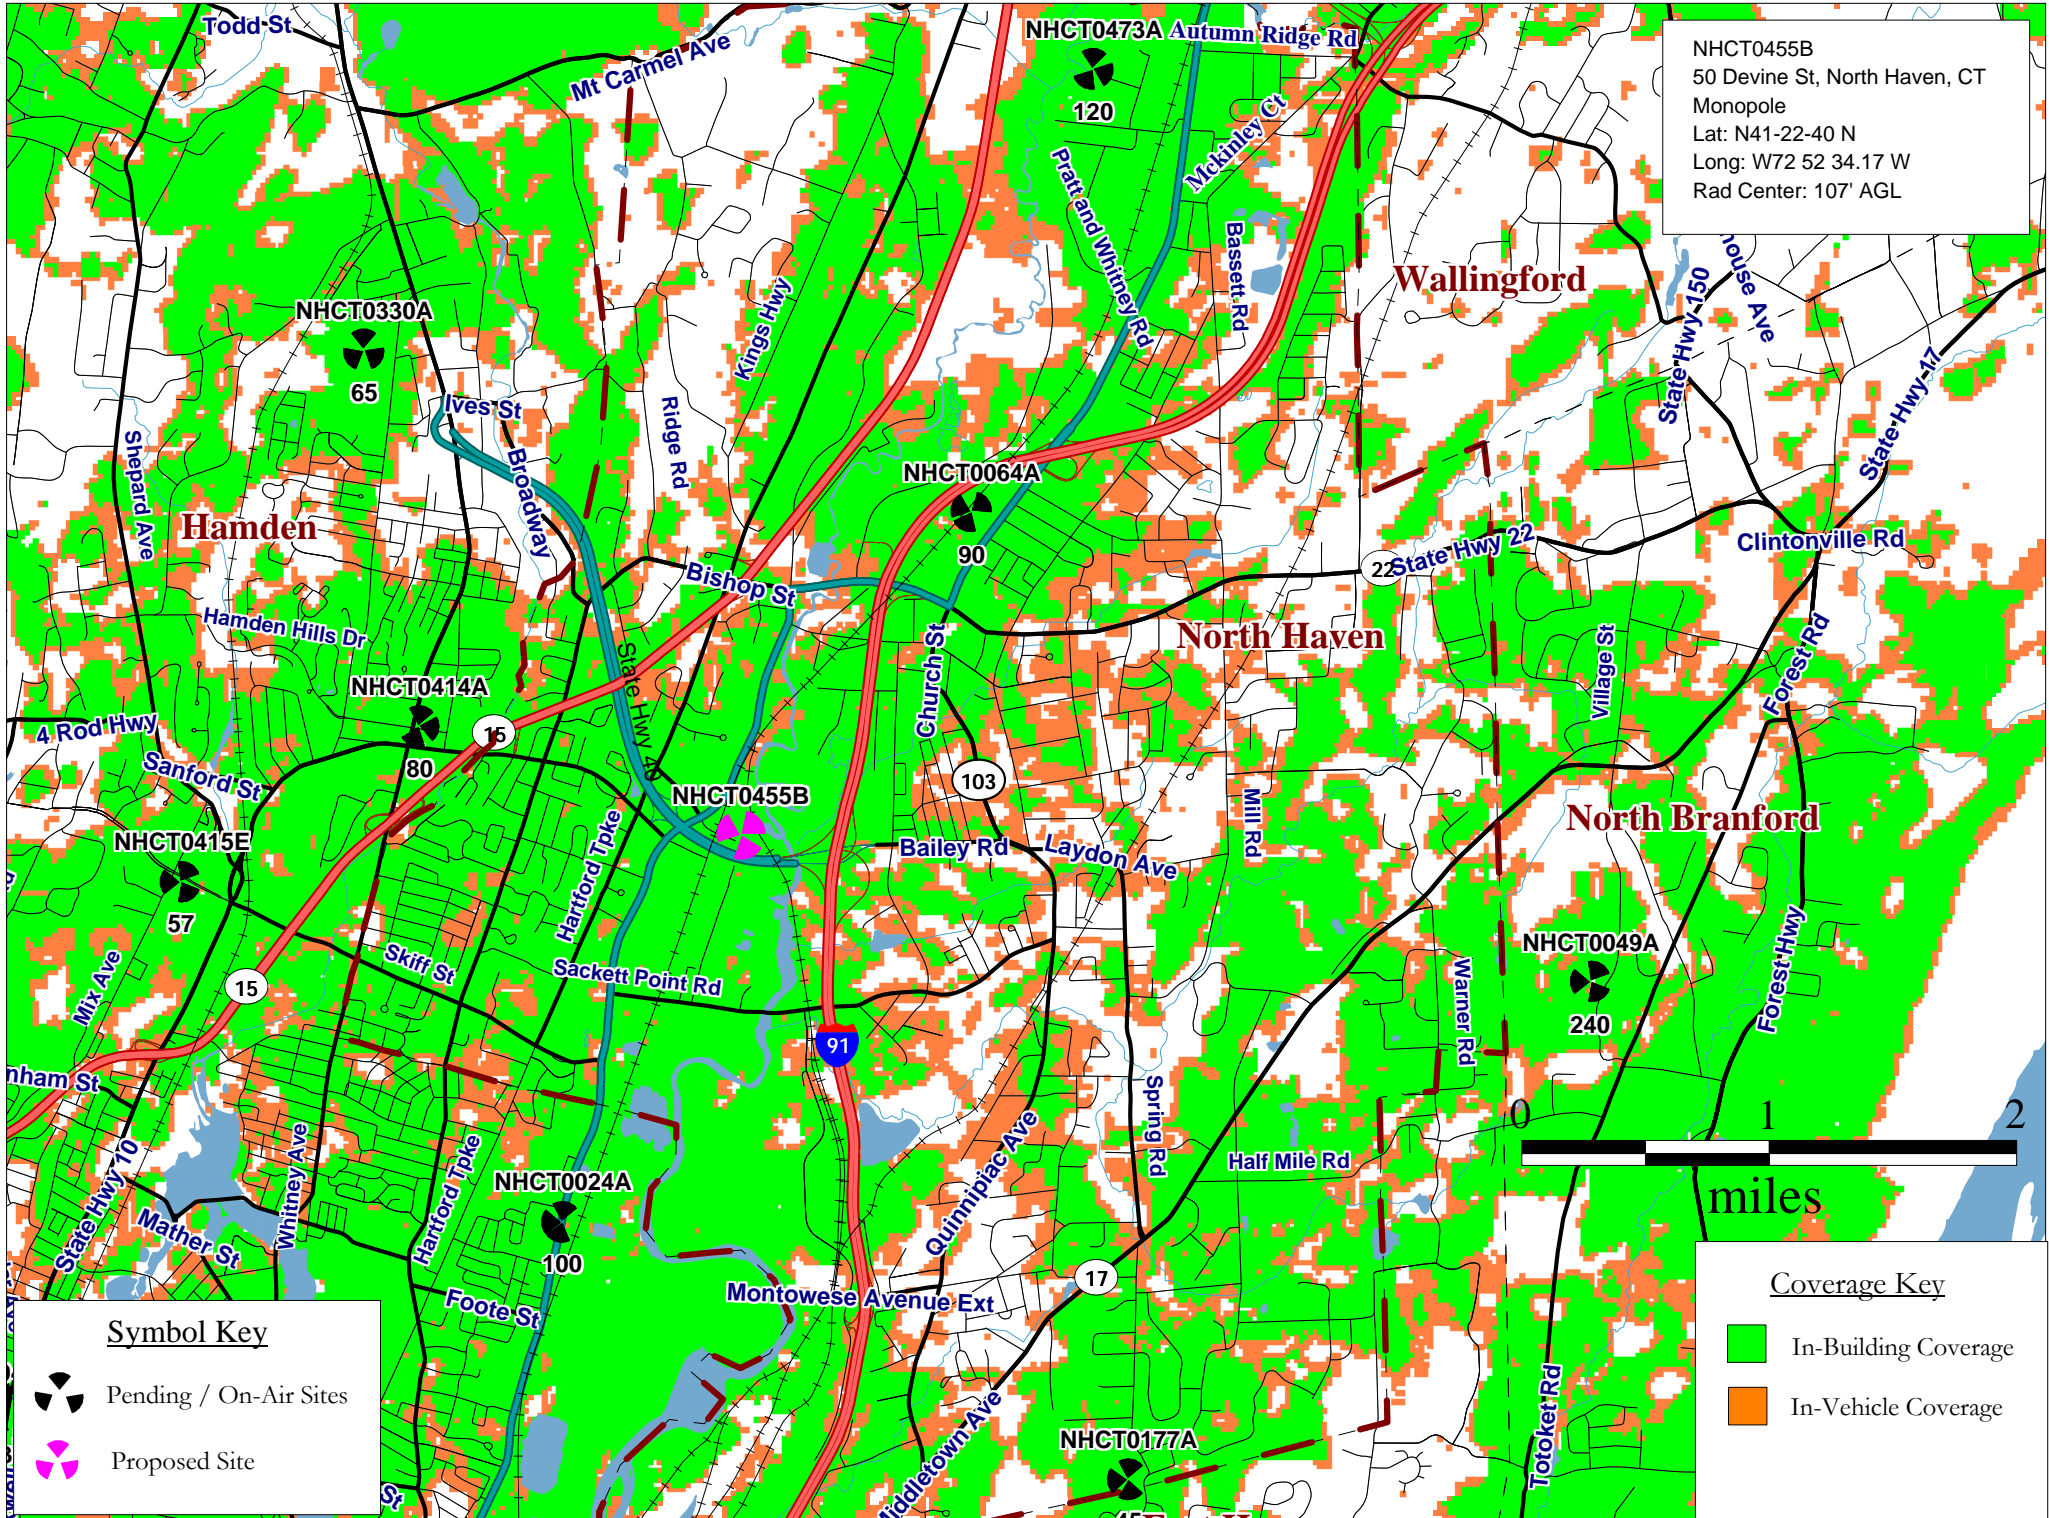 Todd St
Mt Carmel Ave
NHCT0473A
Autumn Ridge Rd
120
Mckinley Ct
Pratt and Whitney Rd
Bassett Rd
NHCT0455B
50 Devine St, North Haven, CT
Monopole
Lat: N41-22-40 N
Long: W72 52 34.17 W
Rad Center: 107' AGL
house Ave
Wallingford
State Hwy 150
State Hwy 17
NHCT0330A
65
Kings Hwy
Ives St
Ridge Rd
Broadway
Shepard Ave
Hamden
NHCT0064A
90
Bishop St
22
State Hwy 22
Clintonville Rd
Hamden Hills Dr
State Hwy 40
Church St
North Haven
Village St
Forest Rd
NHCT0414A
80
15
4 Rod Hwy
Sanford St
103
NHCT0455B
Hartford Tpke
Mill Rd
North Branford
NHCT0415E
57
Bailey Rd
Laydon Ave
Skiff St
Sackett Point Rd
Mix Ave
15
91
Warner Rd
NHCT0049A
240
Forest Hwy
nham St
State Hwy 10
Whitney Ave
Hartford Tpke
Mather St
NHCT0024A
100
Quinnipiac Ave
Spring Rd
Half Mile Rd
0 1 2
miles
17
Montowese Avenue Ext
Foote St
Middletown Ave
NHCT0177A
Totoket Rd
St
Symbol Key
Pending / On-Air Sites
Proposed Site
Coverage Key
In-Building Coverage
In-Vehicle Coverage